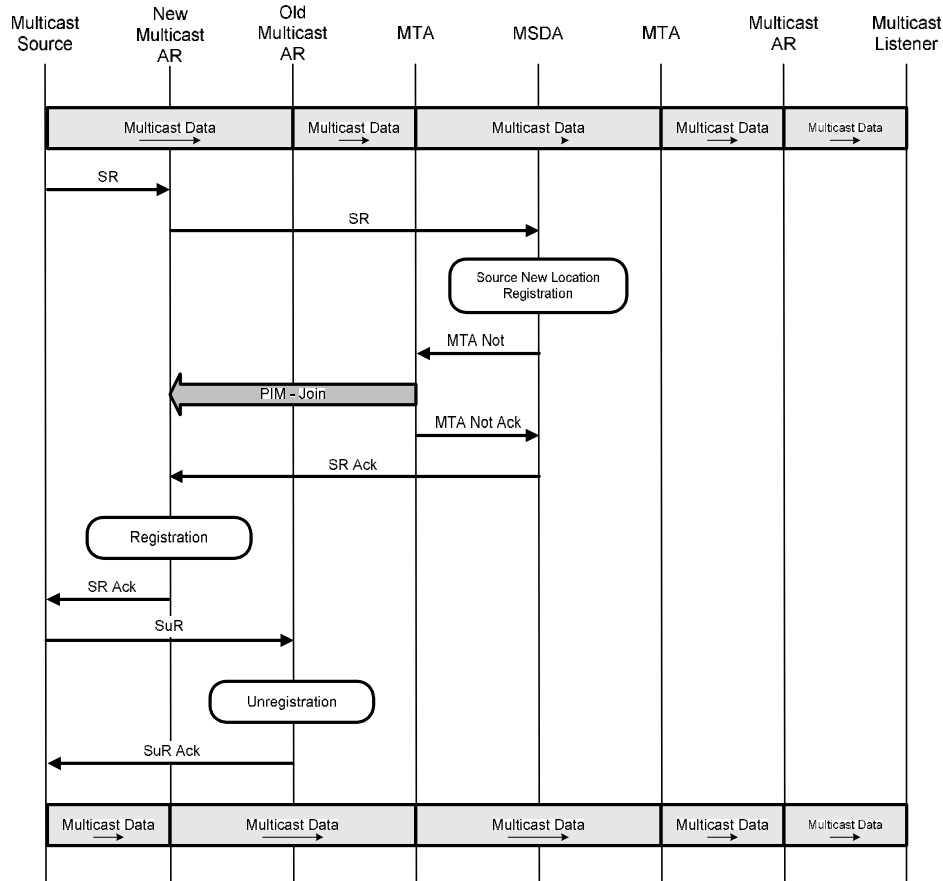 Multicast
Source
New
Multicast
AR
Old
Multicast
AR
MTA
MSDA
MTA
Multicast
AR
Multicast
Listener
Multicast Data
Multicast Data
Multicast Data
Multicast Data
Multicast Data
SR
SR
Source New Location
Registration
MTA Not
PIM - Join
MTA Not Ack
SR Ack
Registration
SR Ack
SuR
Unregistration
SuR Ack
Multicast Data
Multicast Data
Multicast Data
Multicast Data
Multicast Data